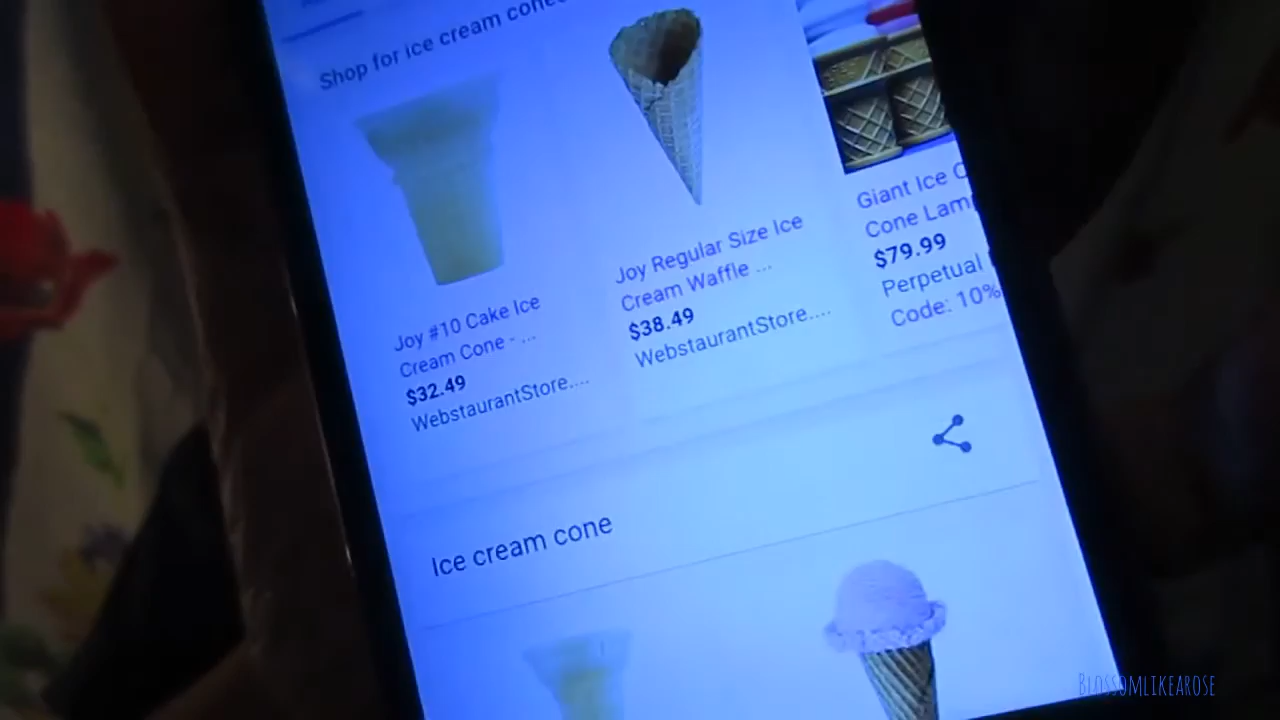 Shop for ice cream cones
Joy #10 Cake Ice
Cream Cone - ...
$32.49
WebstaurantStore....
Joy Regular Size Ice
Cream Waffle ...
$38.49
WebstaurantStore....
Giant Ice C
Cone Lam
$79.99
Perpetual
Code: 10%
Ice cream cone
BLOSSOMLIKEAROSE